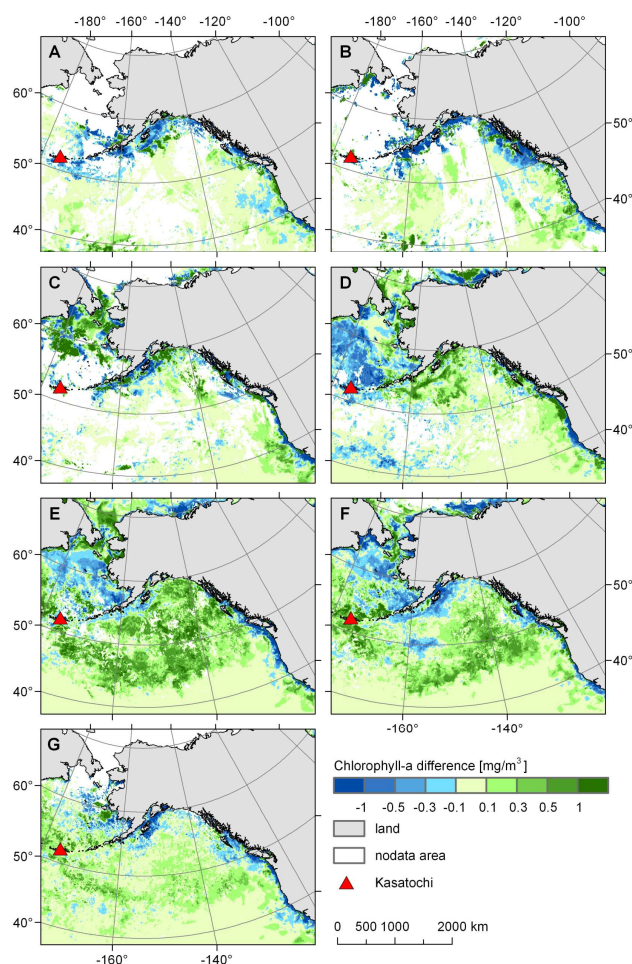 -180° -160° -140° -120° -100° -180° -160° -140° -120° -100°
A B
60° 50° 40° 50° 40°
C D
60° 50° 40° 50° 40°
E F
60° 50° 40° 50° 40°
-160° -140°
G
60° 50° 40°
-160° -140°
Chlorophyll-a difference [mg/m³]
-1 -0.5 -0.3 -0.1 0.1 0.3 0.5 1
land
nodata area
Kasatochi
0 500 1000 2000 km